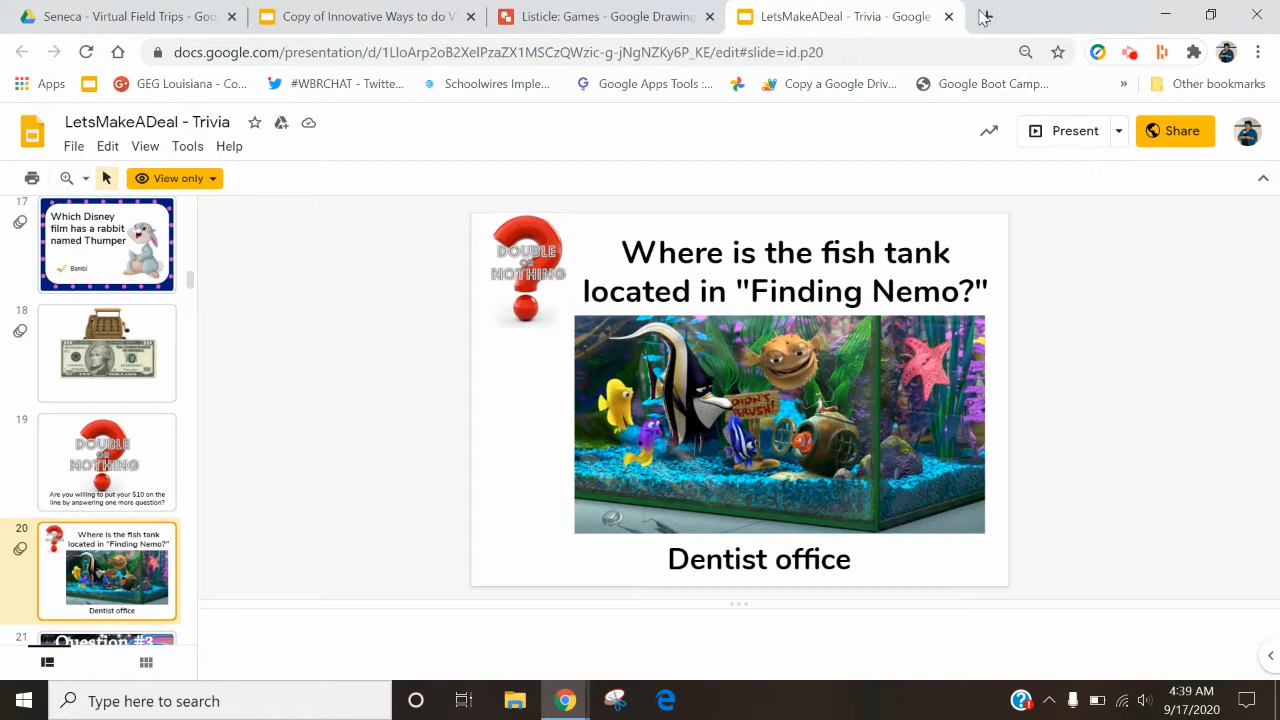 Seneca - Virtual Field Trips - Goo
Copy of Innovative Ways to do V
Listicle: Games - Google Drawing
LetsMakeADeal - Trivia - Google
docs.google.com/presentation/d/1LloArp2oB2XeIPzaZX1MSCzQWzic-g-jNgNZKy6P_KE/edit#slide=id.p20
Apps
GEG Louisiana - Co...
#WBRCHAT - Twitte...
Schoolwires Imple...
Google Apps Tools :...
Copy a Google Driv...
Google Boot Camp...
»
Other bookmarks
LetsMakeADeal - Trivia
File Edit View Tools Help
Present
Share
View only
17
Which Disney
film has a rabbit
named Thumper
Bambi
18
19
DOUBLE
OR
NOTHING
Are you willing to put your $10 on the
line by answering one more question?
20
Where is the fish tank
located in "Finding Nemo?"
Dentist office
21
Question #3
DOUBLE
OR
NOTHING
Where is the fish tank
located in "Finding Nemo?"
DIDN'T
BRUSH!
Dentist office
Type here to search
4:39 AM
9/17/2020